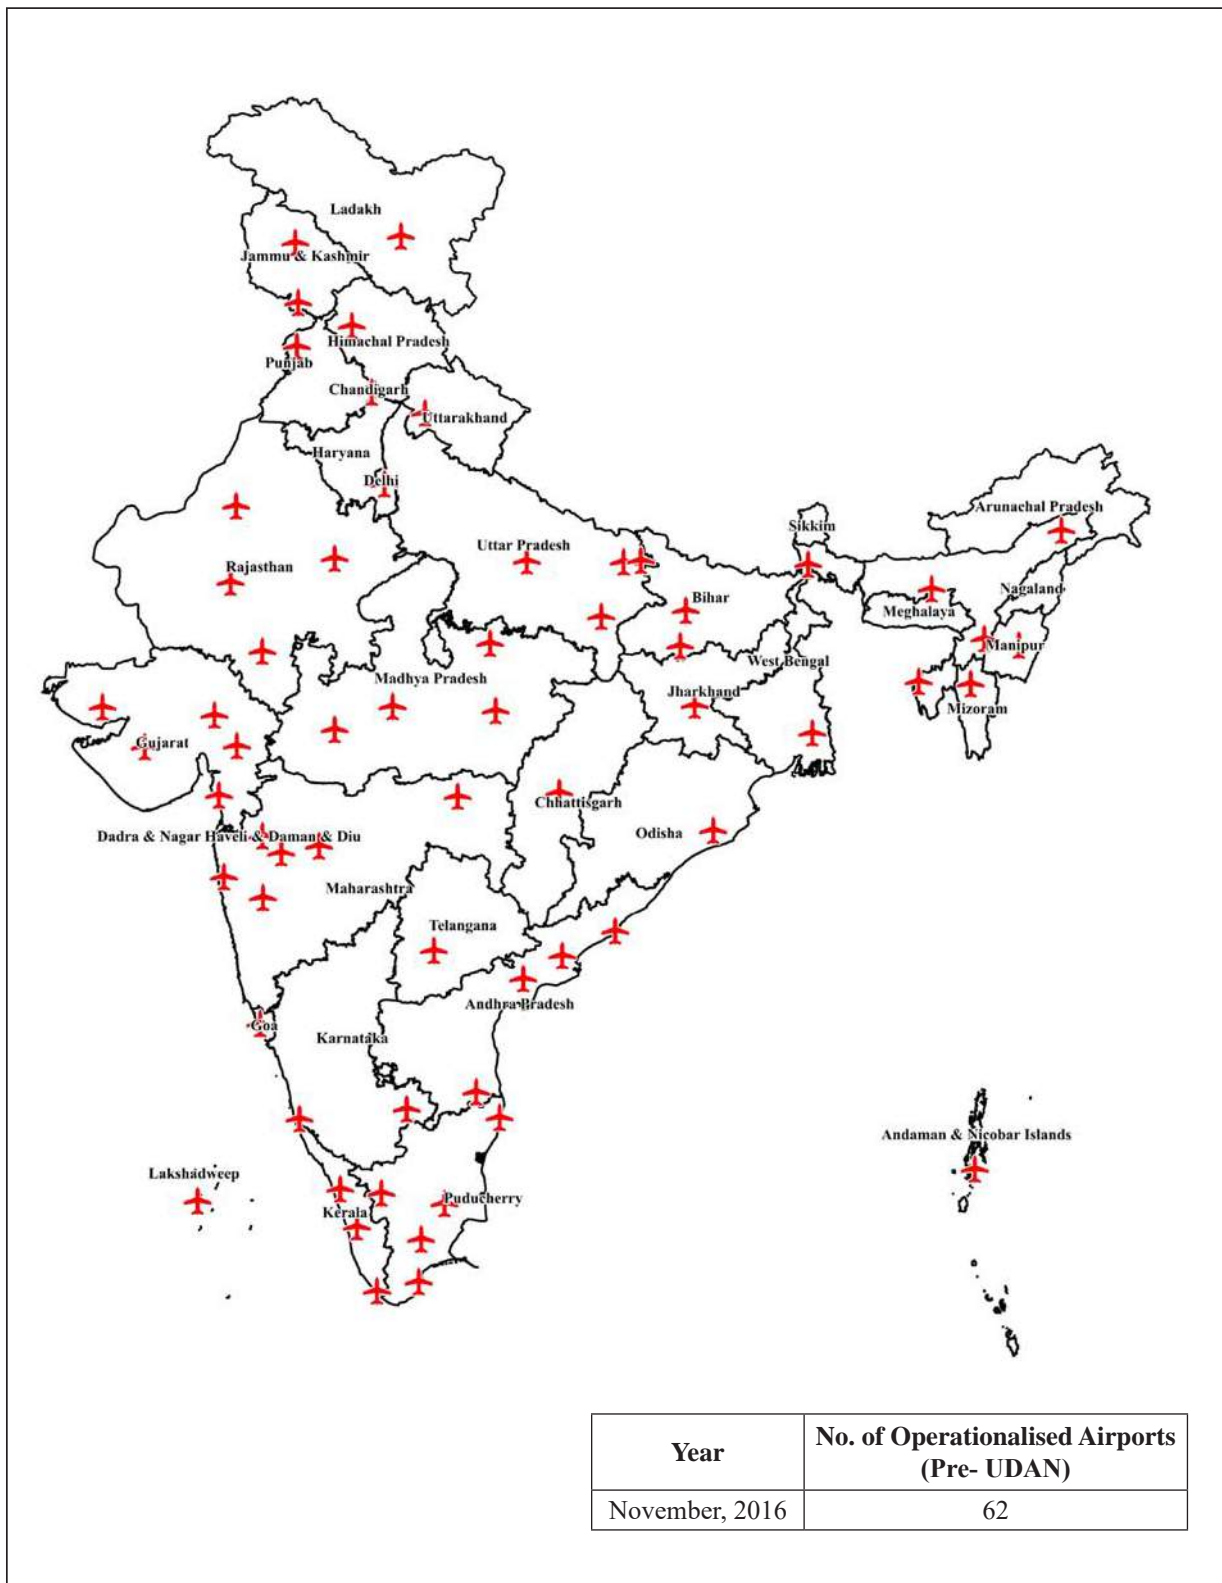 Ladakh
Jammu & Kashmir
Himachal Pradesh
Punjab
Chandigarh
Uttarakhand
Haryana
Delhi
Arunachal Pradesh
Sikkim
Uttar Pradesh
Rajasthan
Nagaland
Bihar
Meghalaya
Manipur
West Bengal
Madhya Pradesh
Jharkhand
Mizoram
Gujarat
Chhattisgarh
Odisha
Dadra & Nagar Haveli & Daman & Diu
Maharashtra
Telangana
Andhra Pradesh
Goa
Karnataka
Andaman & Nicobar Islands
Lakshadweep
Puducherry
Kerala
Year
No. of Operationalised Airports
(Pre- UDAN)
November, 2016
62